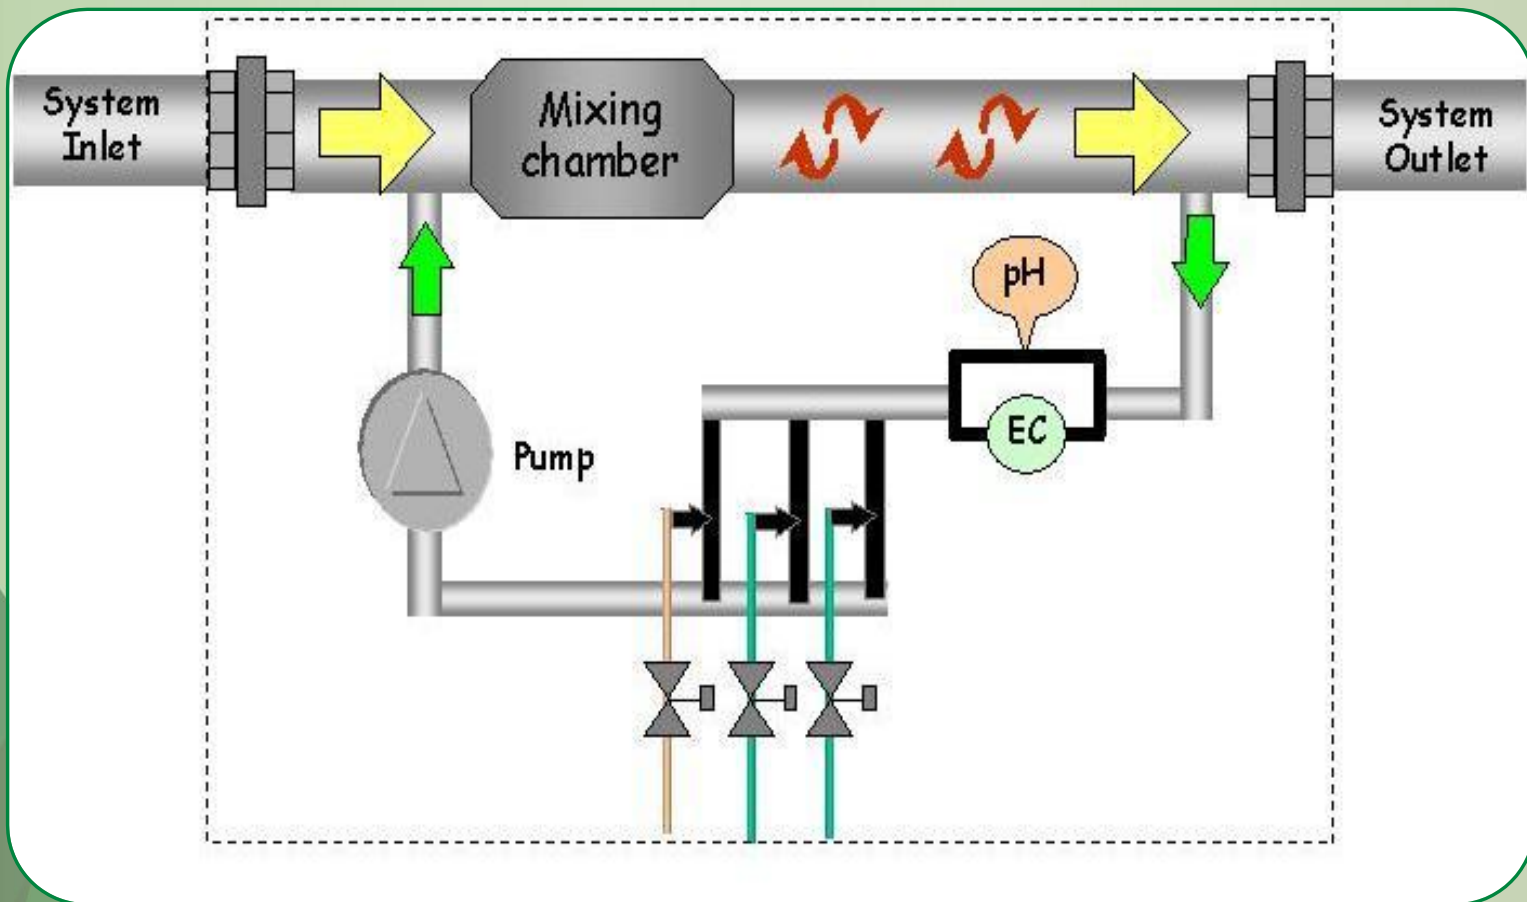 System
Inlet
Mixing
chamber
System
Outlet
pH
EC
Pump